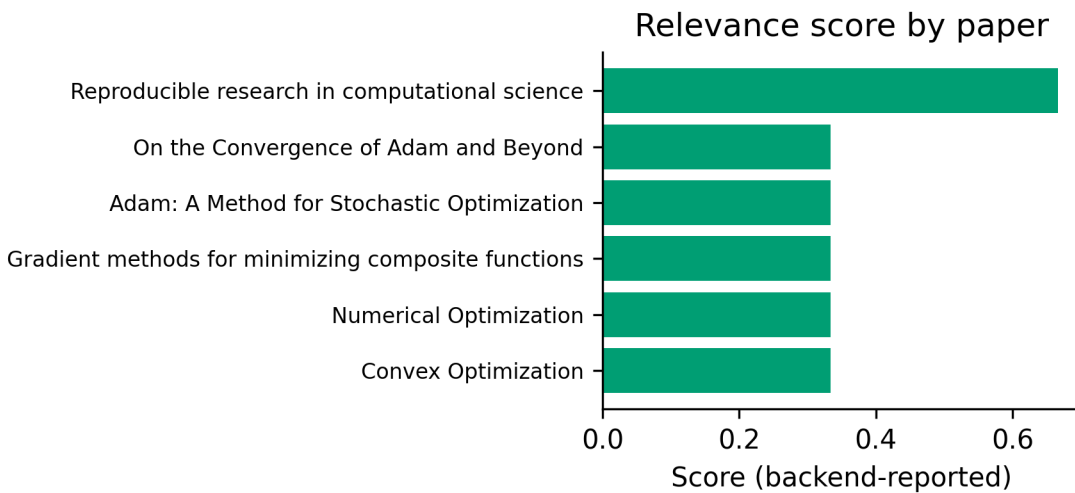 Relevance score by paper
Reproducible research in computational science
On the Convergence of Adam and Beyond
Adam: A Method for Stochastic Optimization
Gradient methods for minimizing composite functions
Numerical Optimization
Convex Optimization
0.0 0.2 0.4 0.6
Score (backend-reported)